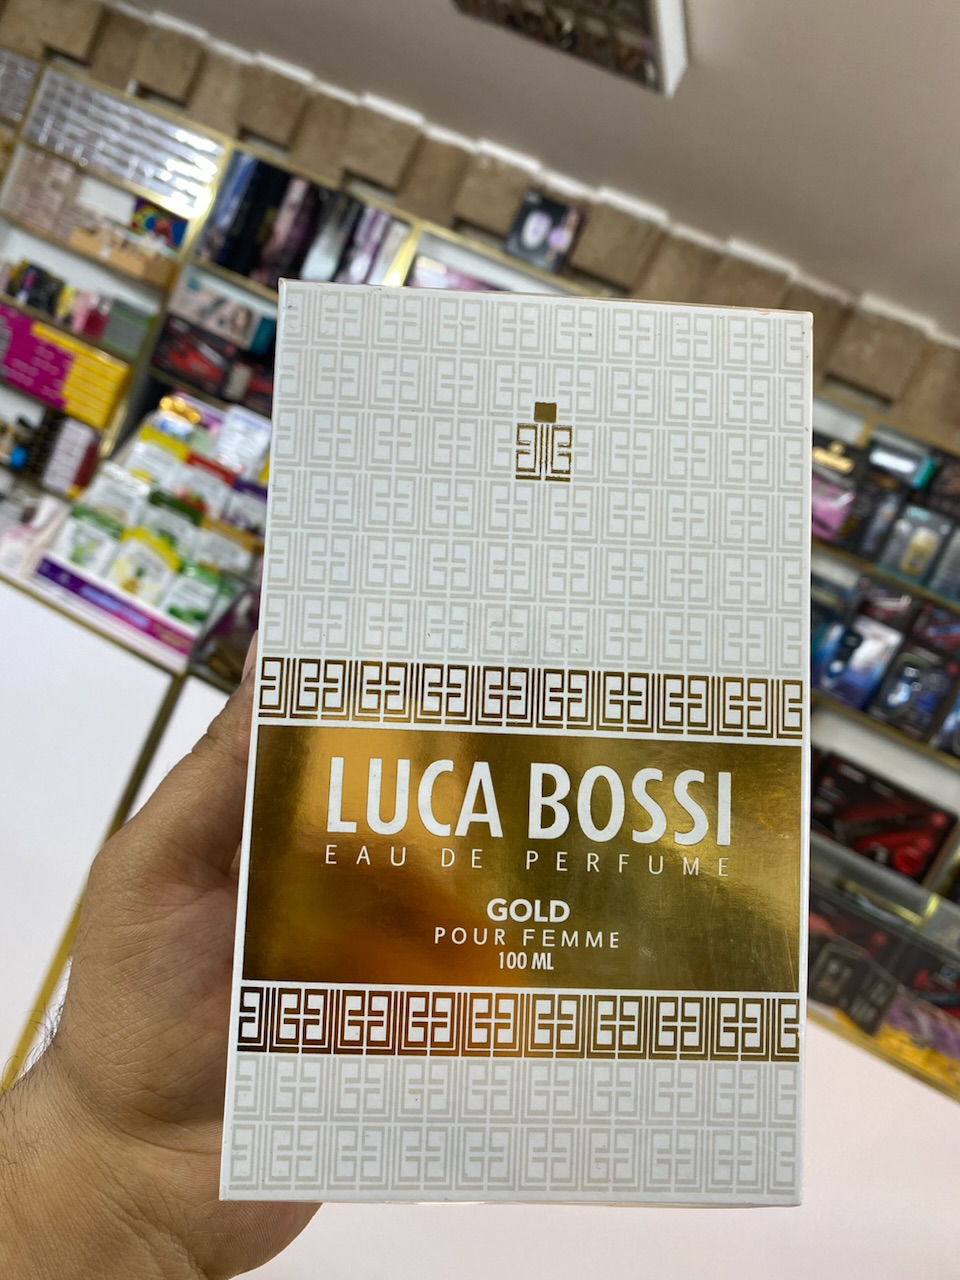 LUCA BOSSI
EAU DE PERFUME
GOLD
POUR FEMME
100 ML